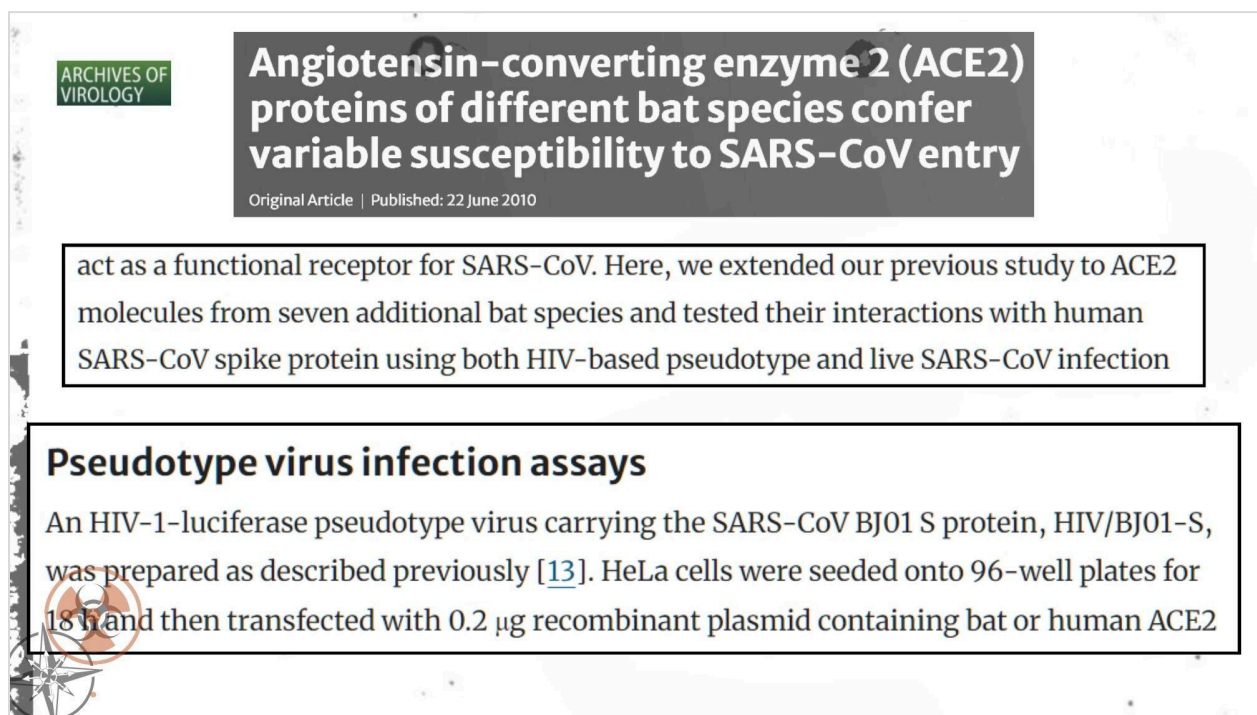 ARCHIVES OF
VIROLOGY
Angiotensin-converting enzyme 2 (ACE2)
proteins of different bat species confer
variable susceptibility to SARS-CoV entry
Original Article | Published: 22 June 2010
act as a functional receptor for SARS-CoV. Here, we extended our previous study to ACE2
molecules from seven additional bat species and tested their interactions with human
SARS-CoV spike protein using both HIV-based pseudotype and live SARS-CoV infection
Pseudotype virus infection assays
An HIV-1-luciferase pseudotype virus carrying the SARS-CoV BJ01 S protein, HIV/BJ01-S,
was prepared as described previously [13]. HeLa cells were seeded onto 96-well plates for
18 h and then transfected with 0.2 μg recombinant plasmid containing bat or human ACE2